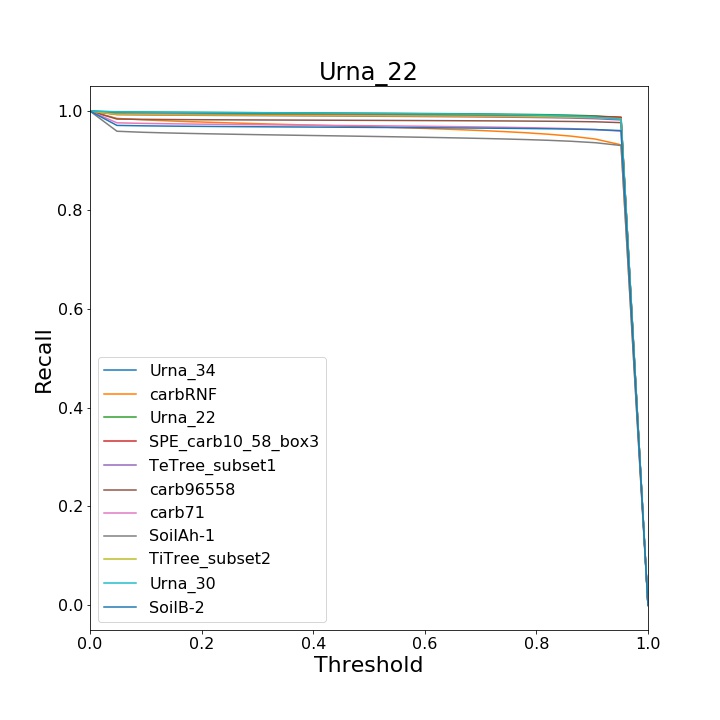 Urna_22
1.0
0.8
0.6
0.4
0.2
0.0
Recall
Urna_34
carbRNF
Urna_22
SPE_carb10_58_box3
TeTree_subset1
carb96558
carb71
SoilAh-1
TiTree_subset2
Urna_30
SoilB-2
0.0 0.2 0.4 0.6 0.8 1.0
Threshold